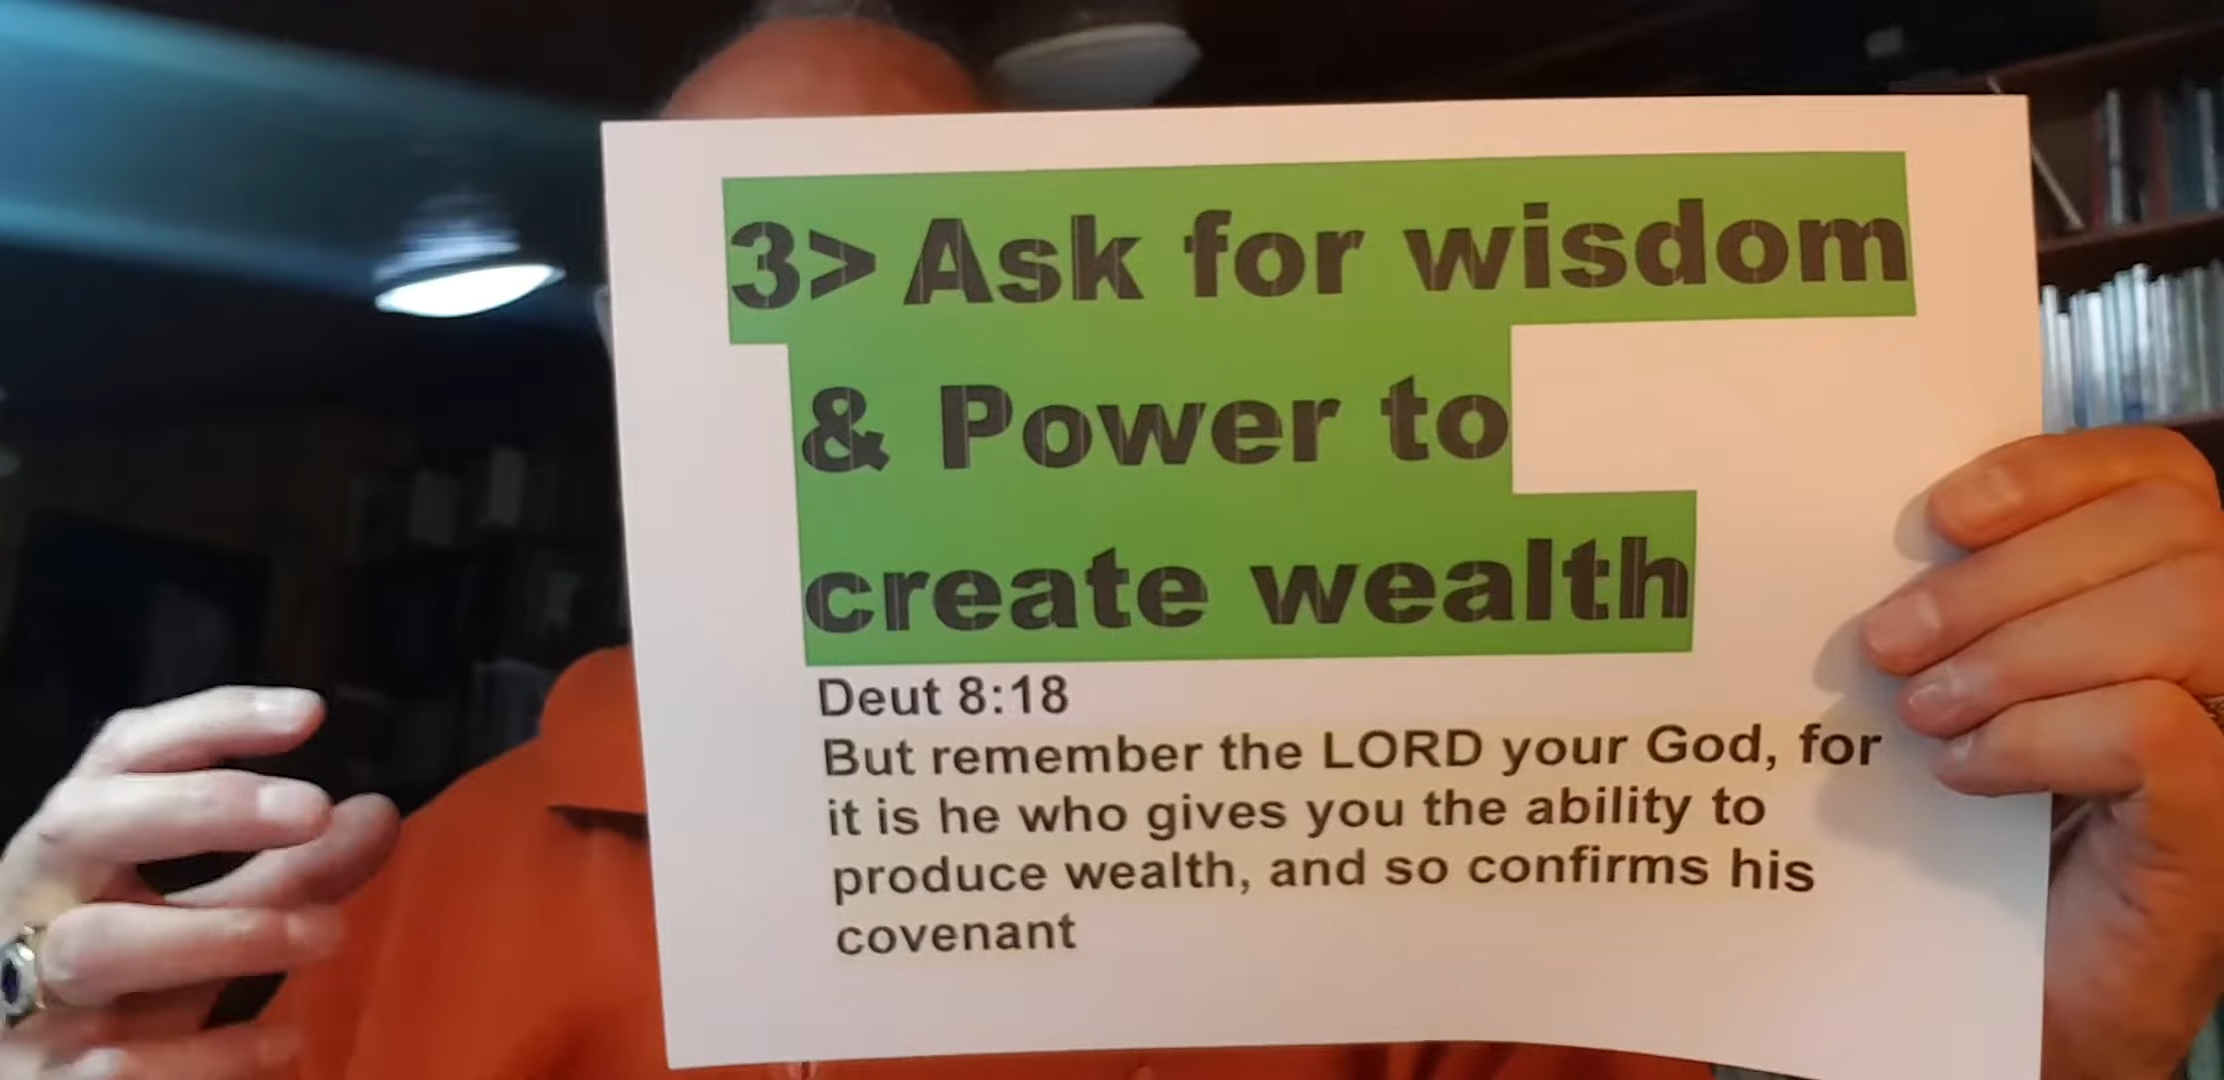 3> Ask for wisdom
& Power to
create wealth
Deut 8:18
But remember the LORD your God, for
it is he who gives you the ability to
produce wealth, and so confirms his
covenant